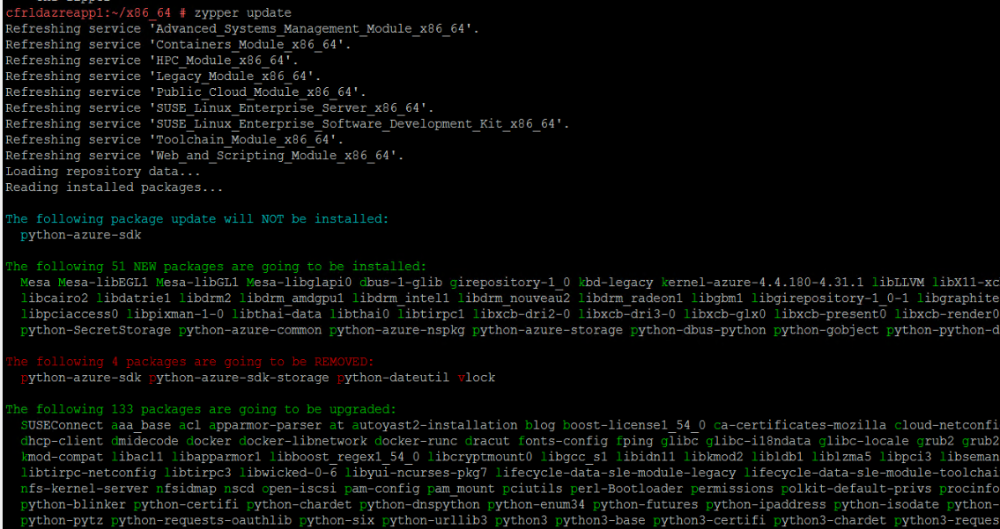 cfrldazreapp1:~/x86_64 # zypper update
Refreshing service 'Advanced_Systems_Management_Module_x86_64'.
Refreshing service 'Containers_Module_x86_64'.
Refreshing service 'HPC_Module_x86_64'.
Refreshing service 'Legacy_Module_x86_64'.
Refreshing service 'Public_Cloud_Module_x86_64'.
Refreshing service 'SUSE_Linux_Enterprise_Server_x86_64'.
Refreshing service 'SUSE_Linux_Enterprise_Software_Development_Kit_x86_64'.
Refreshing service 'Toolchain_Module_x86_64'.
Refreshing service 'Web_and_Scripting_Module_x86_64'.
Loading repository data...
Reading installed packages...
The following package update will NOT be installed:
python-azure-sdk
The following 51 NEW packages are going to be installed:
Mesa Mesa-libEGL1 Mesa-libGL1 Mesa-libglapi0 dbus-1-glib girepository-1_0 kbd-legacy kernel-azure-4.4.180-4.31.1 libLLVM libX11-xc
libcairo2 libdatrie1 libdrm2 libdrm_amdgpu1 libdrm_intel1 libdrm_nouveau2 libdrm_radeon1 libgbm1 libgirepository-1_0-1 libgraphite
libpciaccess0 libpixman-1-0 libthai-data libthai0 libtirpc1 libxcb-dri2-0 libxcb-dri3-0 libxcb-glx0 libxcb-present0 libxcb-render0
python-SecretStorage python-azure-common python-azure-nspkg python-azure-storage python-dbus-python python-gobject python-python-d
The following 4 packages are going to be REMOVED:
python-azure-sdk python-azure-sdk-storage python-dateutil vlock
The following 133 packages are going to be upgraded:
SUSEConnect aaa_base acl apparmor-parser at autoyast2-installation blog boost-license1_54_0 ca-certificates-mozilla cloud-netconfi
dhcp-client dmidecode docker docker-libnetwork docker-runc dracut fonts-config fping glibc glibc-i18ndata glibc-locale grub2 grub2
kmod-compat libacl1 libapparmor1 libboost_regex1_54_0 libcryptmount0 libgcc_s1 libidn11 libkmod2 libldb1 liblzma5 libpci3 libseman
libtirpc-netconfig libtirpc3 libwicked-0-6 libyui-ncurses-pkg7 lifecycle-data-sle-module-legacy lifecycle-data-sle-module-toolchai
nfs-kernel-server nfsidmap nscd open-iscsi pam-config pam_mount pciutils perl-Bootloader permissions polkit-default-privs procinfo
python-blinker python-certifi python-chardet python-dnspython python-enum34 python-futures python-ipaddress python-isodate python-
python-pytz python-requests-oauthlib python-six python-urllib3 python3 python3-base python3-certifi python3-chardet python3-reques